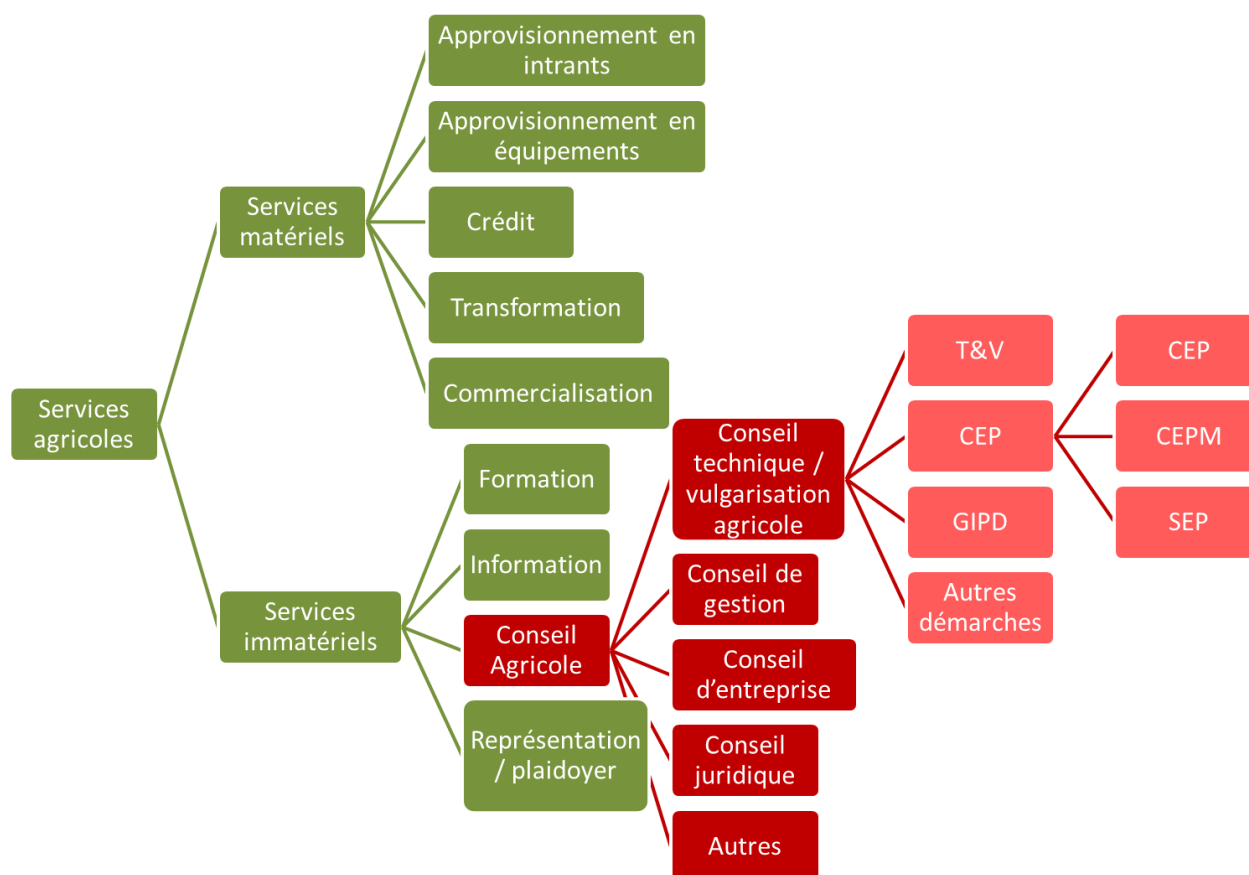 Services
agricoles
Services
matériels
Approvisionnement en
intrants
Approvisionnement en
équipements
Crédit
Transformation
Commercialisation
Services
immatériels
Formation
Information
Conseil
Agricole
Conseil
technique /
vulgarisation
agricole
T&V
CEP
CEP
CEPM
SEP
GIPD
Autres
démarches
Conseil de
gestion
Conseil
d’entreprise
Conseil
juridique
Autres
Représentation
/ plaidoyer